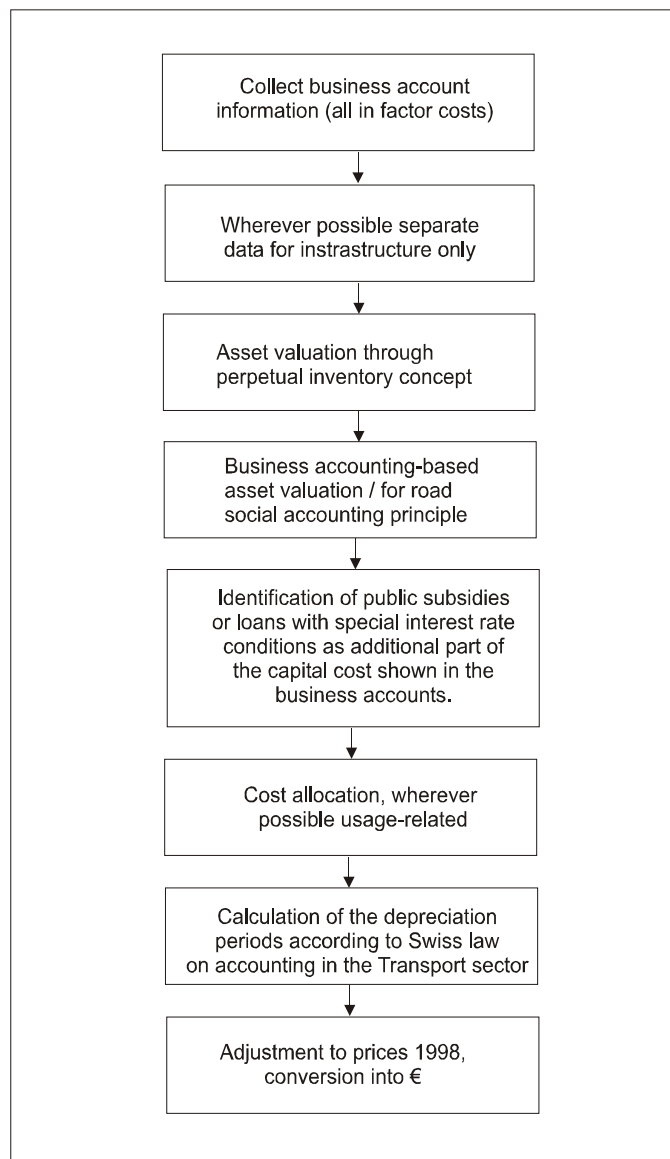 Collect business account
information (all in factor costs)
Wherever possible separate
data for instrastructure only
Asset valuation through
perpetual inventory concept
Business accounting-based
asset valuation / for road
social accounting principle
Identification of public subsidies
or loans with special interest rate
conditions as additional part of
the capital cost shown in the
business accounts.
Cost allocation, wherever
possible usage-related
Calculation of the depreciation
periods according to Swiss law
on accounting in the Transport sector
Adjustment to prices 1998,
conversion into €